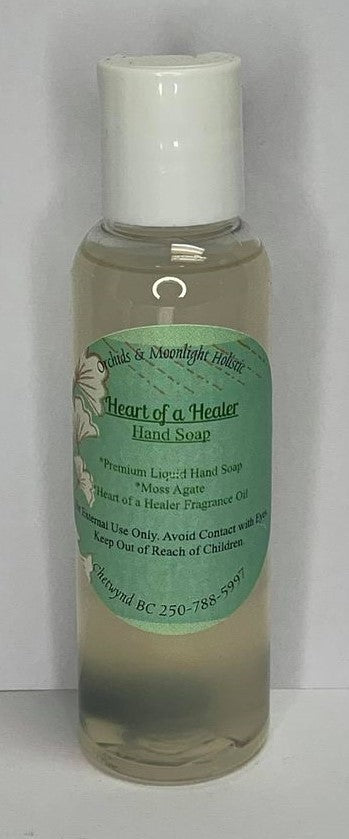 Orchids & Moonlight Holistic
Heart of a Healer
Hand Soap
*Premium Liquid Hand Soap
*Moss Agate
*Heart of a Healer Fragrance Oil
For External Use Only. Avoid Contact with Eyes.
Keep Out of Reach of Children
Chetwynd BC 250-788-5997